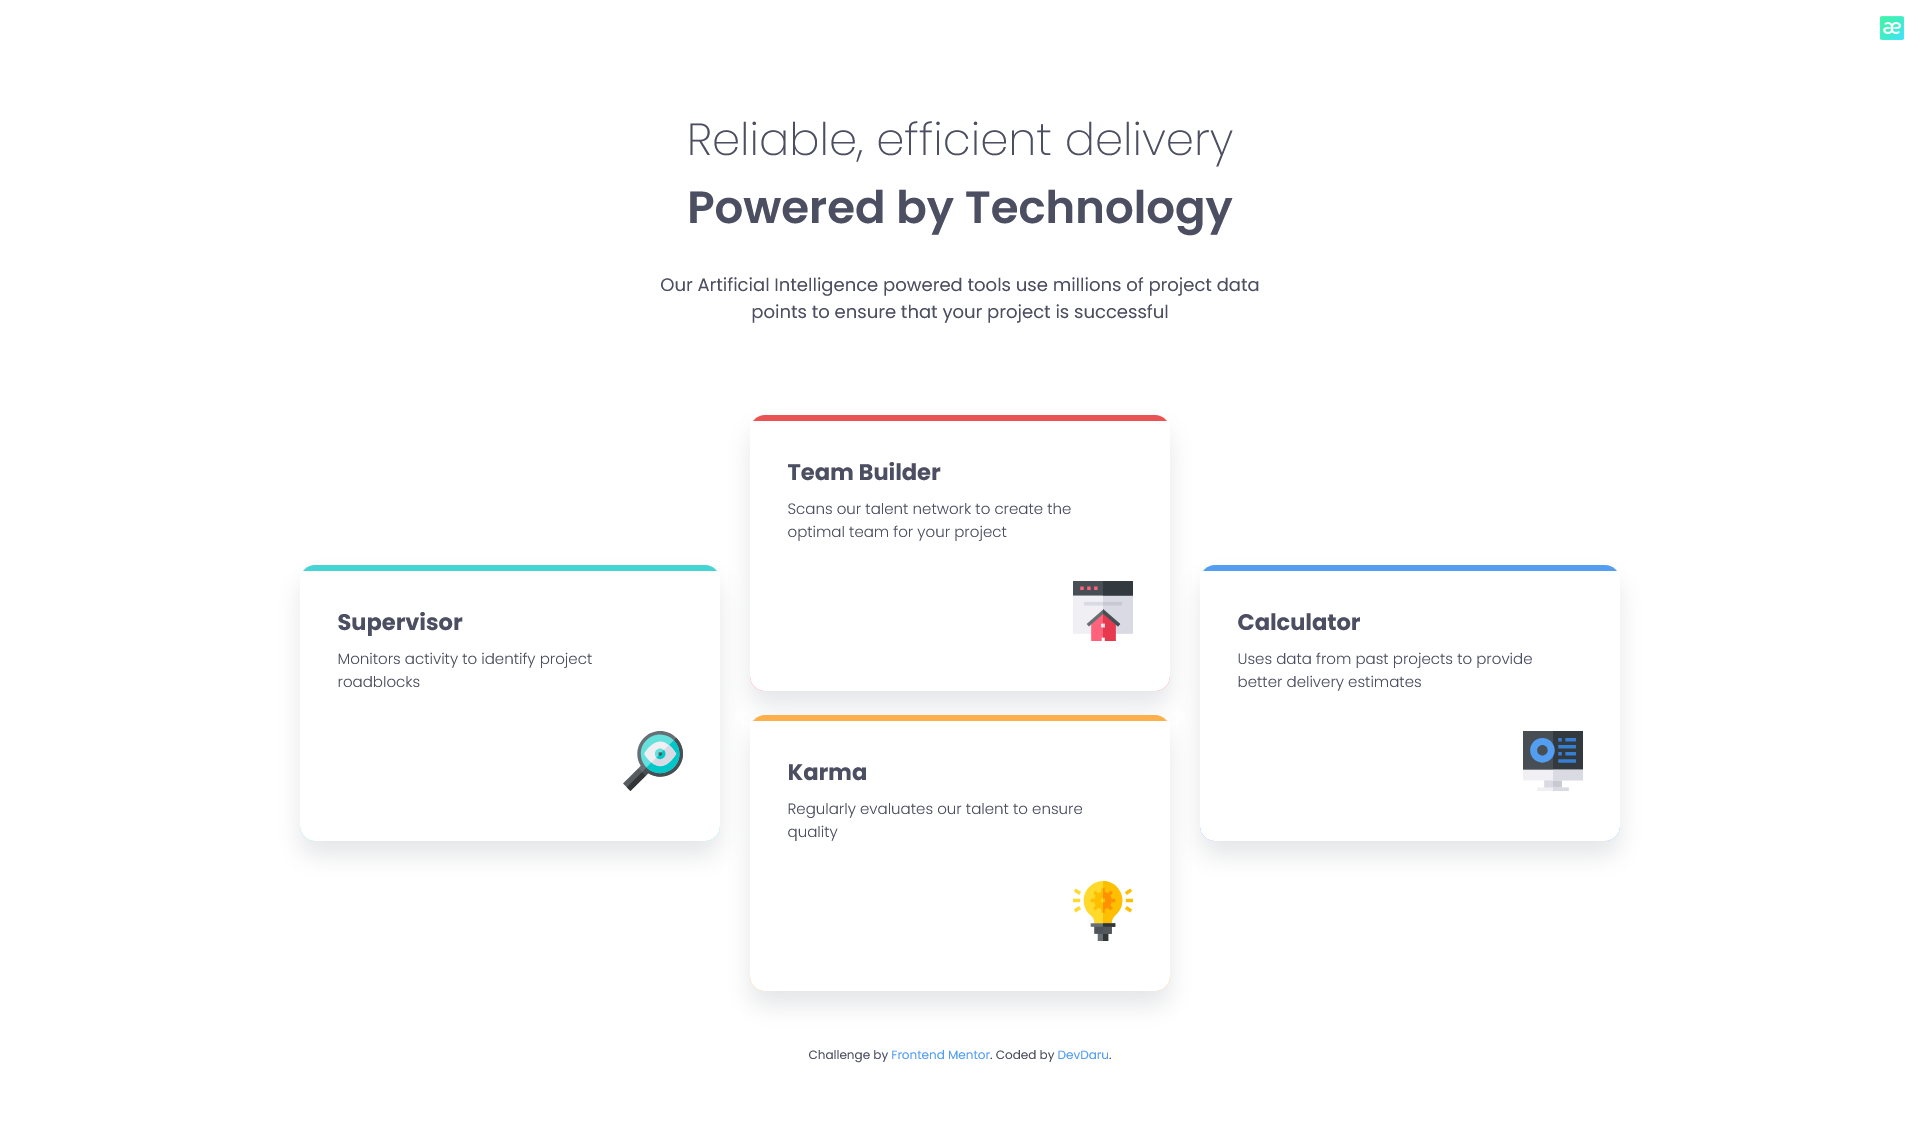 æ
Reliable, efficient delivery
Powered by Technology
Our Artificial Intelligence powered tools use millions of project data
points to ensure that your project is successful
Supervisor
Monitors activity to identify project
roadblocks
Team Builder
Scans our talent network to create the
optimal team for your project
Karma
Regularly evaluates our talent to ensure
quality
Calculator
Uses data from past projects to provide
better delivery estimates
Challenge by Frontend Mentor. Coded by DevDaru.